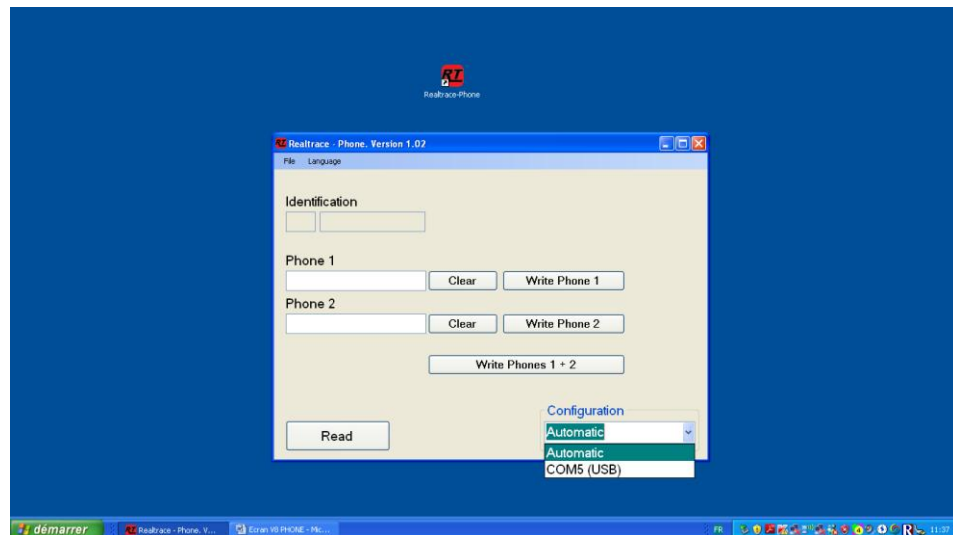 RT
Realtrace-Phone
RT Realtrace - Phone. Version 1.02
File Language
Identification
Phone 1
Clear Write Phone 1
Phone 2
Clear Write Phone 2
Write Phones 1 + 2
Configuration
Read Automatic
Automatic
COM5 (USB)
démarrer Realtrace - Phone. V... Ecran V8 PHONE - Mic... FR R 11:37